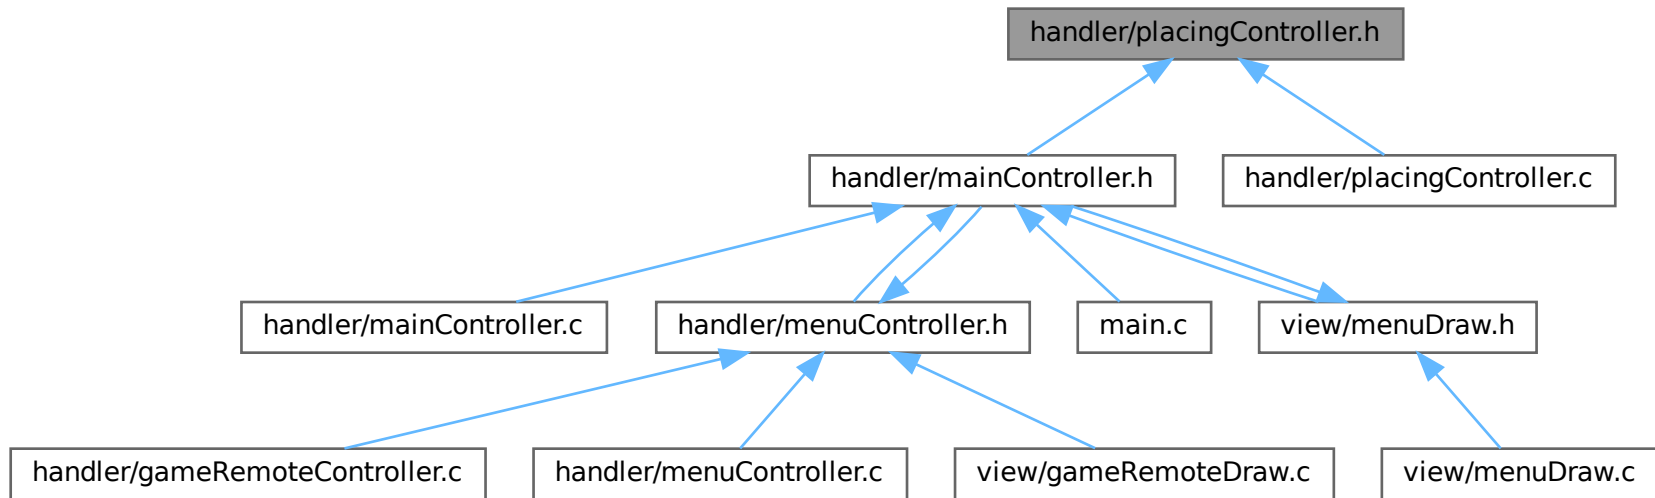 handler/placingController.h
handler/mainController.h
handler/placingController.c
handler/mainController.c
handler/menuController.h
main.c
view/menuDraw.h
handler/gameRemoteController.c
handler/menuController.c
view/gameRemoteDraw.c
view/menuDraw.c